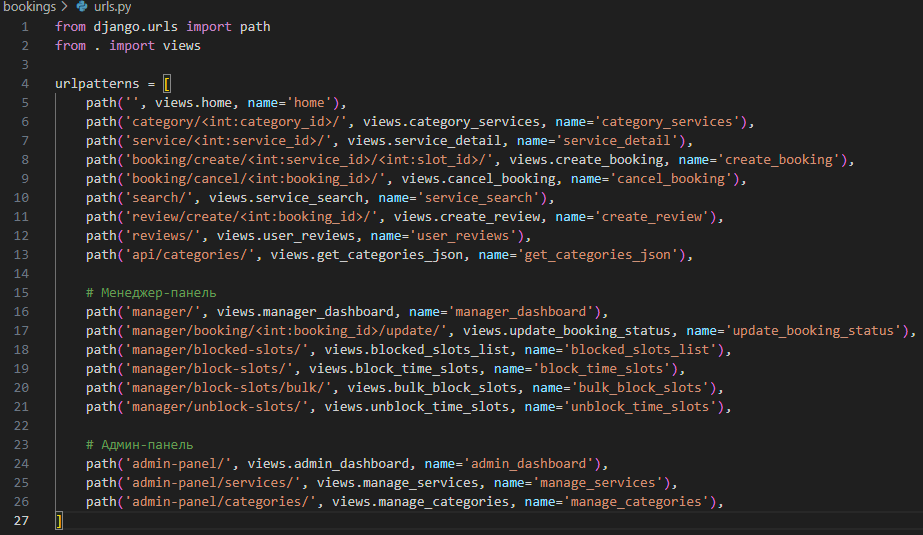 bookings > urls.py
1 from django.urls import path
2 from . import views
3
4 urlpatterns = [
5     path('', views.home, name='home'),
6     path('category/<int:category_id>/', views.category_services, name='category_services'),
7     path('service/<int:service_id>/', views.service_detail, name='service_detail'),
8     path('booking/create/<int:service_id>/<int:slot_id>/', views.create_booking, name='create_booking'),
9     path('booking/cancel/<int:booking_id>/', views.cancel_booking, name='cancel_booking'),
10     path('search/', views.service_search, name='service_search'),
11     path('review/create/<int:booking_id>/', views.create_review, name='create_review'),
12     path('reviews/', views.user_reviews, name='user_reviews'),
13     path('api/categories/', views.get_categories_json, name='get_categories_json'),
14
15     # Менеджер-панель
16     path('manager/', views.manager_dashboard, name='manager_dashboard'),
17     path('manager/booking/<int:booking_id>/update/', views.update_booking_status, name='update_booking_status'),
18     path('manager/blocked-slots/', views.blocked_slots_list, name='blocked_slots_list'),
19     path('manager/block-slots/', views.block_time_slots, name='block_time_slots'),
20     path('manager/block-slots/bulk/', views.bulk_block_slots, name='bulk_block_slots'),
21     path('manager/unblock-slots/', views.unblock_time_slots, name='unblock_time_slots'),
22
23     # Админ-панель
24     path('admin-panel/', views.admin_dashboard, name='admin_dashboard'),
25     path('admin-panel/services/', views.manage_services, name='manage_services'),
26     path('admin-panel/categories/', views.manage_categories, name='manage_categories'),
27 ]